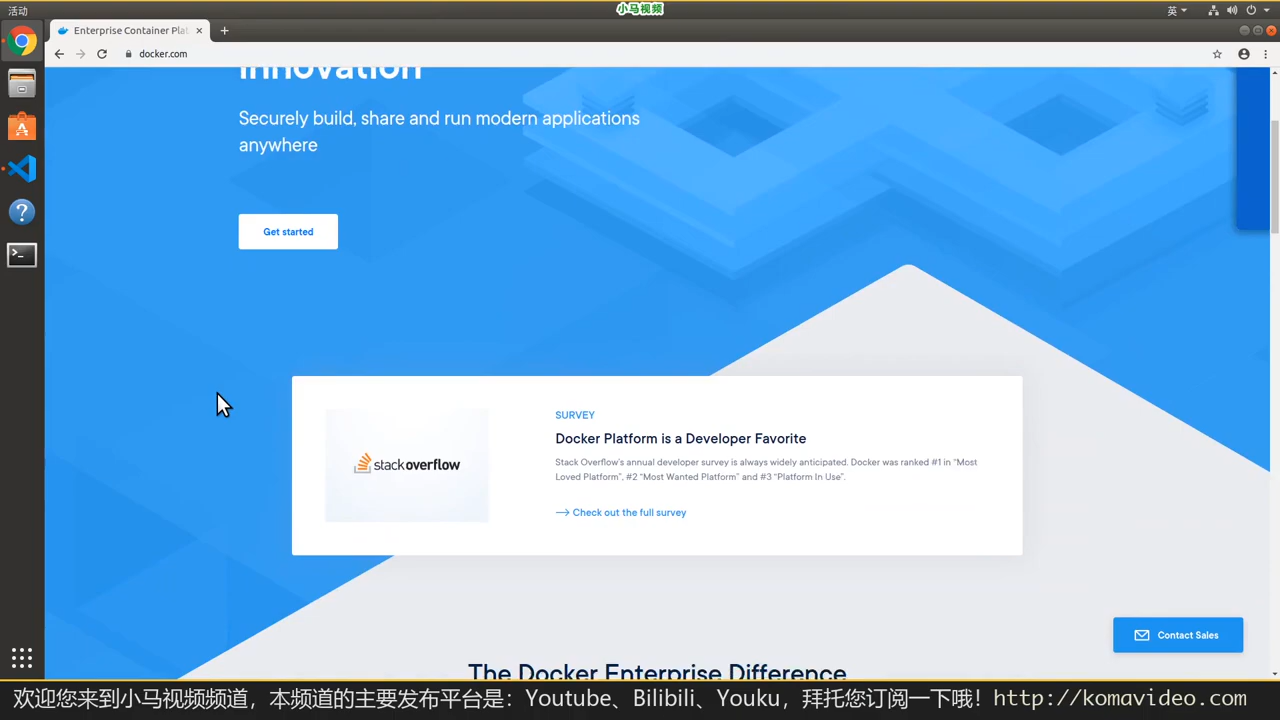 活动
小马视频
英
Enterprise Container Plat
docker.com
innovation
Securely build, share and run modern applications
anywhere
Get started
stackoverflow
SURVEY
Docker Platform is a Developer Favorite
Stack Overflow's annual developer survey is always widely anticipated. Docker was ranked #1 in “Most
Loved Platform”, #2 “Most Wanted Platform” and #3 “Platform In Use”.
Check out the full survey
Contact Sales
The Docker Enterprise Difference
欢迎您来到小马视频频道，本频道的主要发布平台是：Youtube、Bilibili、Youku，拜托您订阅一下哦！http://komavideo.com